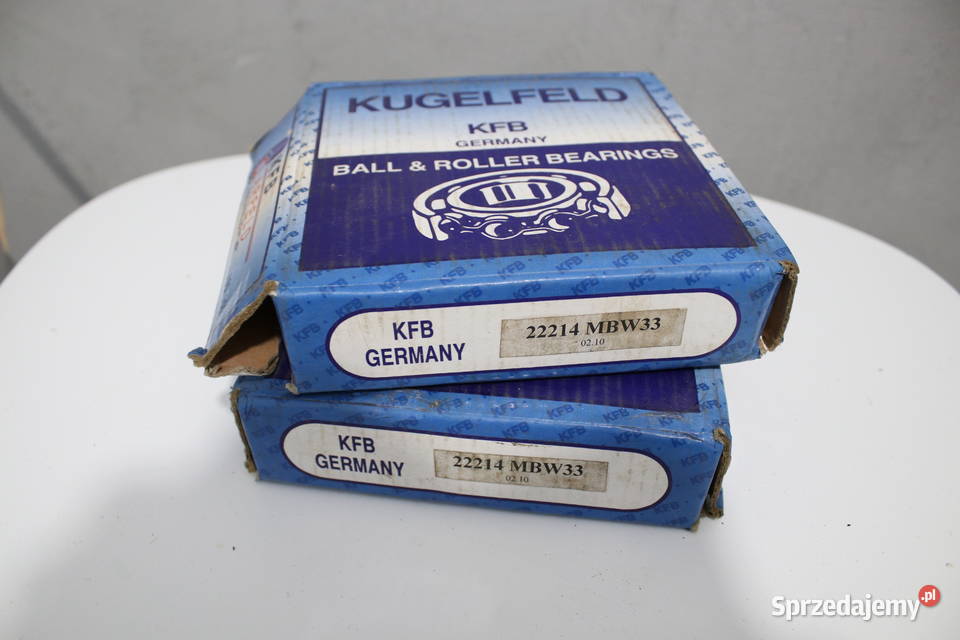 KUGELFELD
KFB
GERMANY
BALL & ROLLER BEARINGS
KFB
KFB
GERMANY
22214 MBW33
02.10
KFB
GERMANY
22214 MBW33
02 10
Sprzedajemy.pl